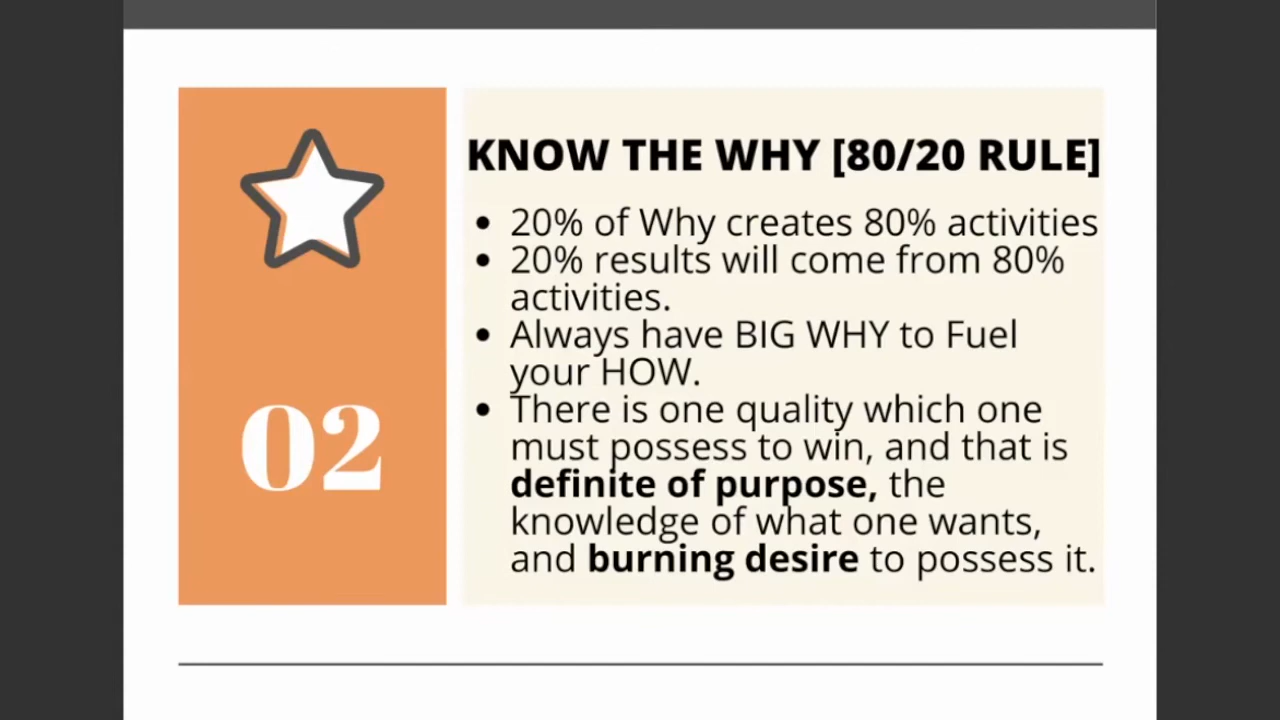 KNOW THE WHY [80/20 RULE]
• 20% of Why creates 80% activities
• 20% results will come from 80%
activities.
• Always have BIG WHY to Fuel
your HOW.
• There is one quality which one
must possess to win, and that is
definite of purpose, the
knowledge of what one wants,
and burning desire to possess it.
02